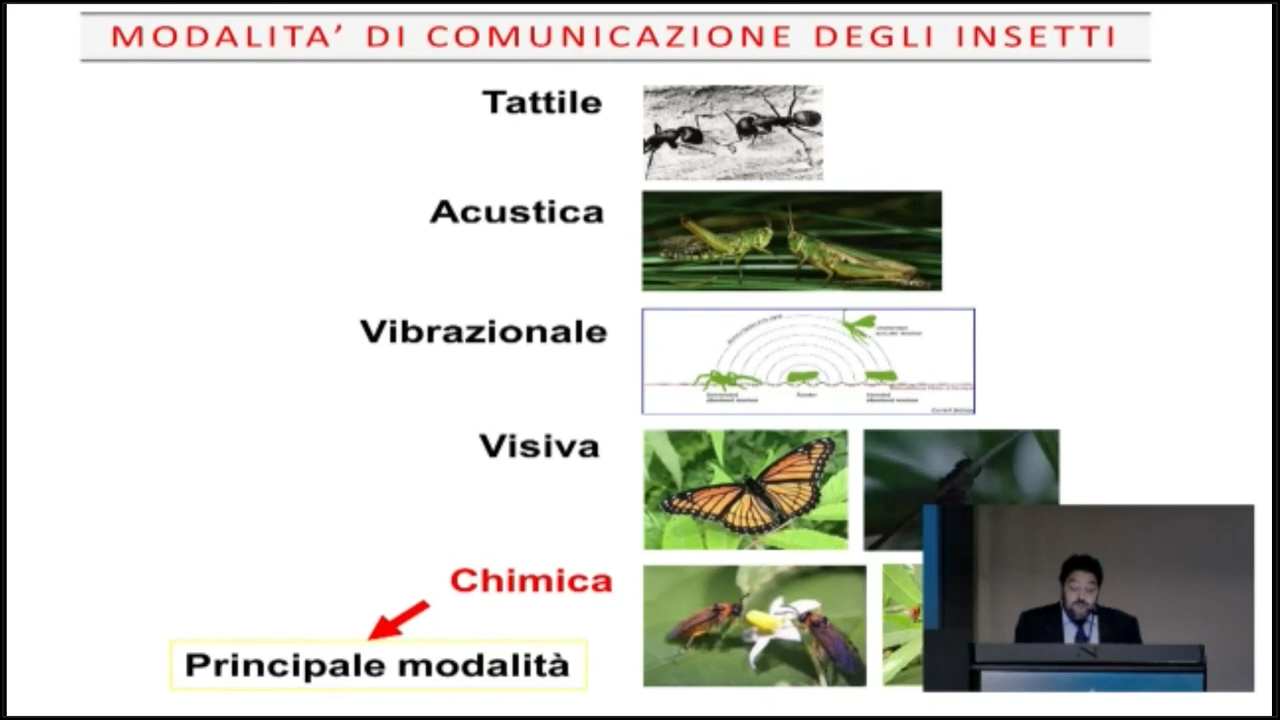 MODALITA' DI COMUNICAZIONE DEGLI INSETTI
Tattile
Acustica
Vibrazionale
Visiva
Chimica
Principale modalità